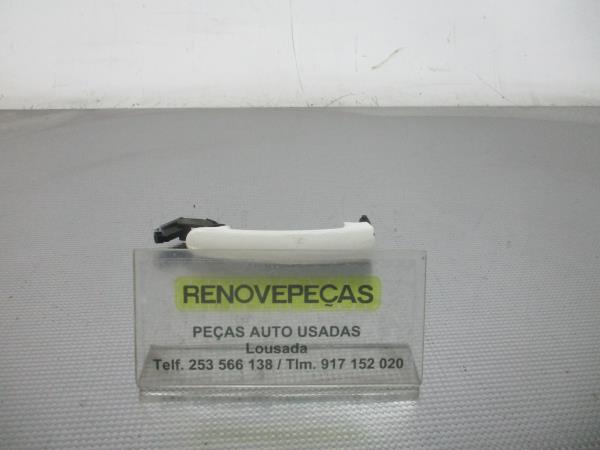 RENOVEPEÇAS
PEÇAS AUTO USADAS
Lousada
Telf. 253 566 138 / Tlm. 917 152 020